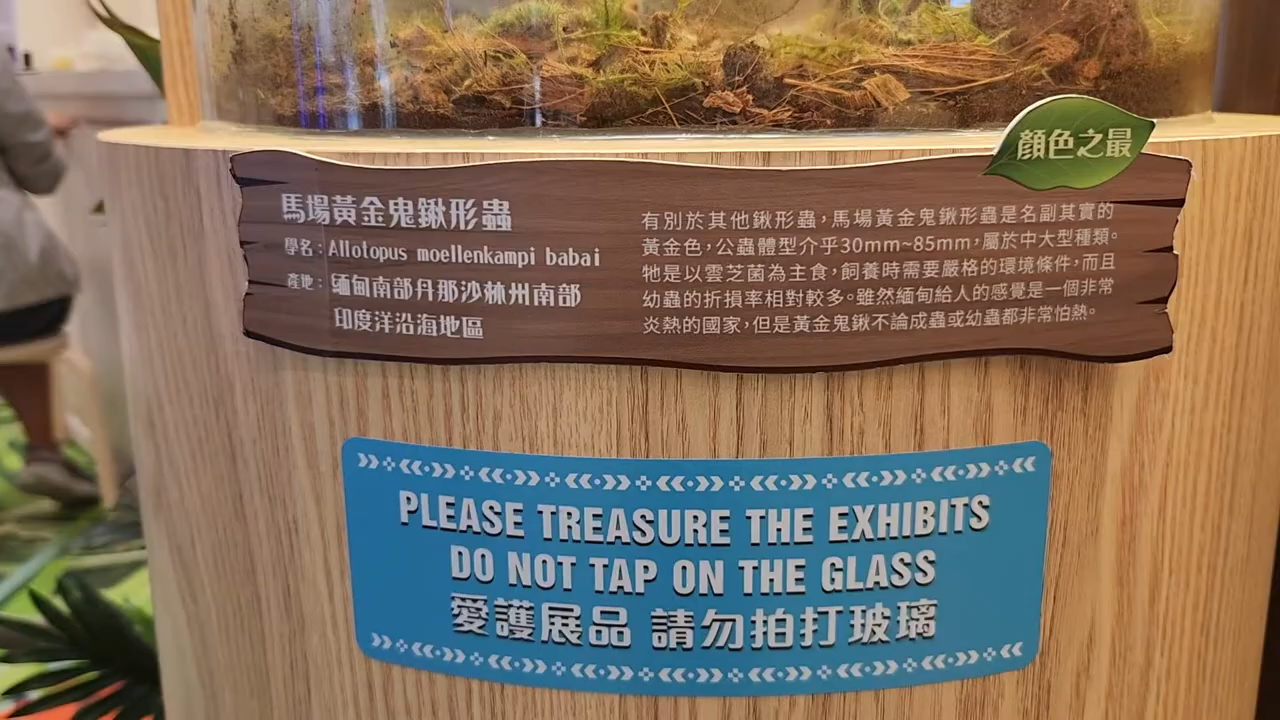 顏色之最
馬場黃金鬼鍬形蟲
學名：Allotopus moellenkampi babai
產地：緬甸南部丹那沙林州南部
印度洋沿海地區
有別於其他鍬形蟲，馬場黃金鬼鍬形蟲是名副其實的
黃金色，公蟲體型介乎30mm~85mm，屬於中大型種類。
牠是以雲芝菌為主食，飼養時需要嚴格的環境條件，而且
幼蟲的折損率相對較多。雖然緬甸給人的感覺是一個非常
炎熱的國家，但是黃金鬼鍬不論成蟲或幼蟲都非常怕熱。
PLEASE TREASURE THE EXHIBITS
DO NOT TAP ON THE GLASS
愛護展品 請勿拍打玻璃